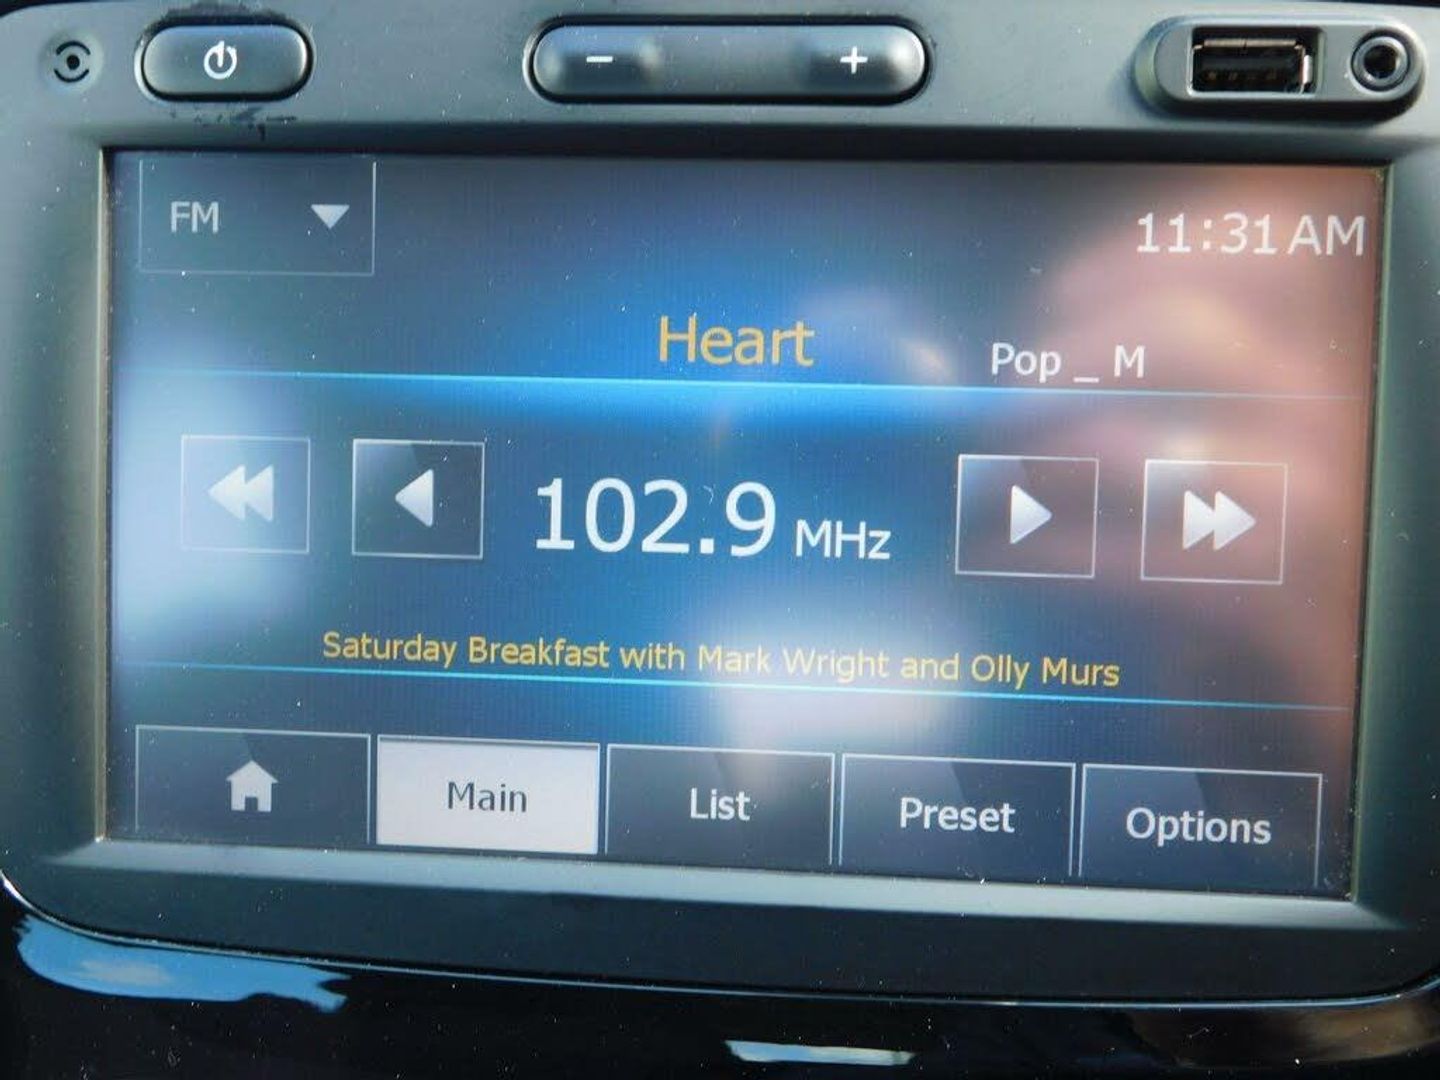 FM
11:31 AM
Heart
Pop _ M
102.9 MHz
Saturday Breakfast with Mark Wright and Olly Murs
Main
List
Preset
Options